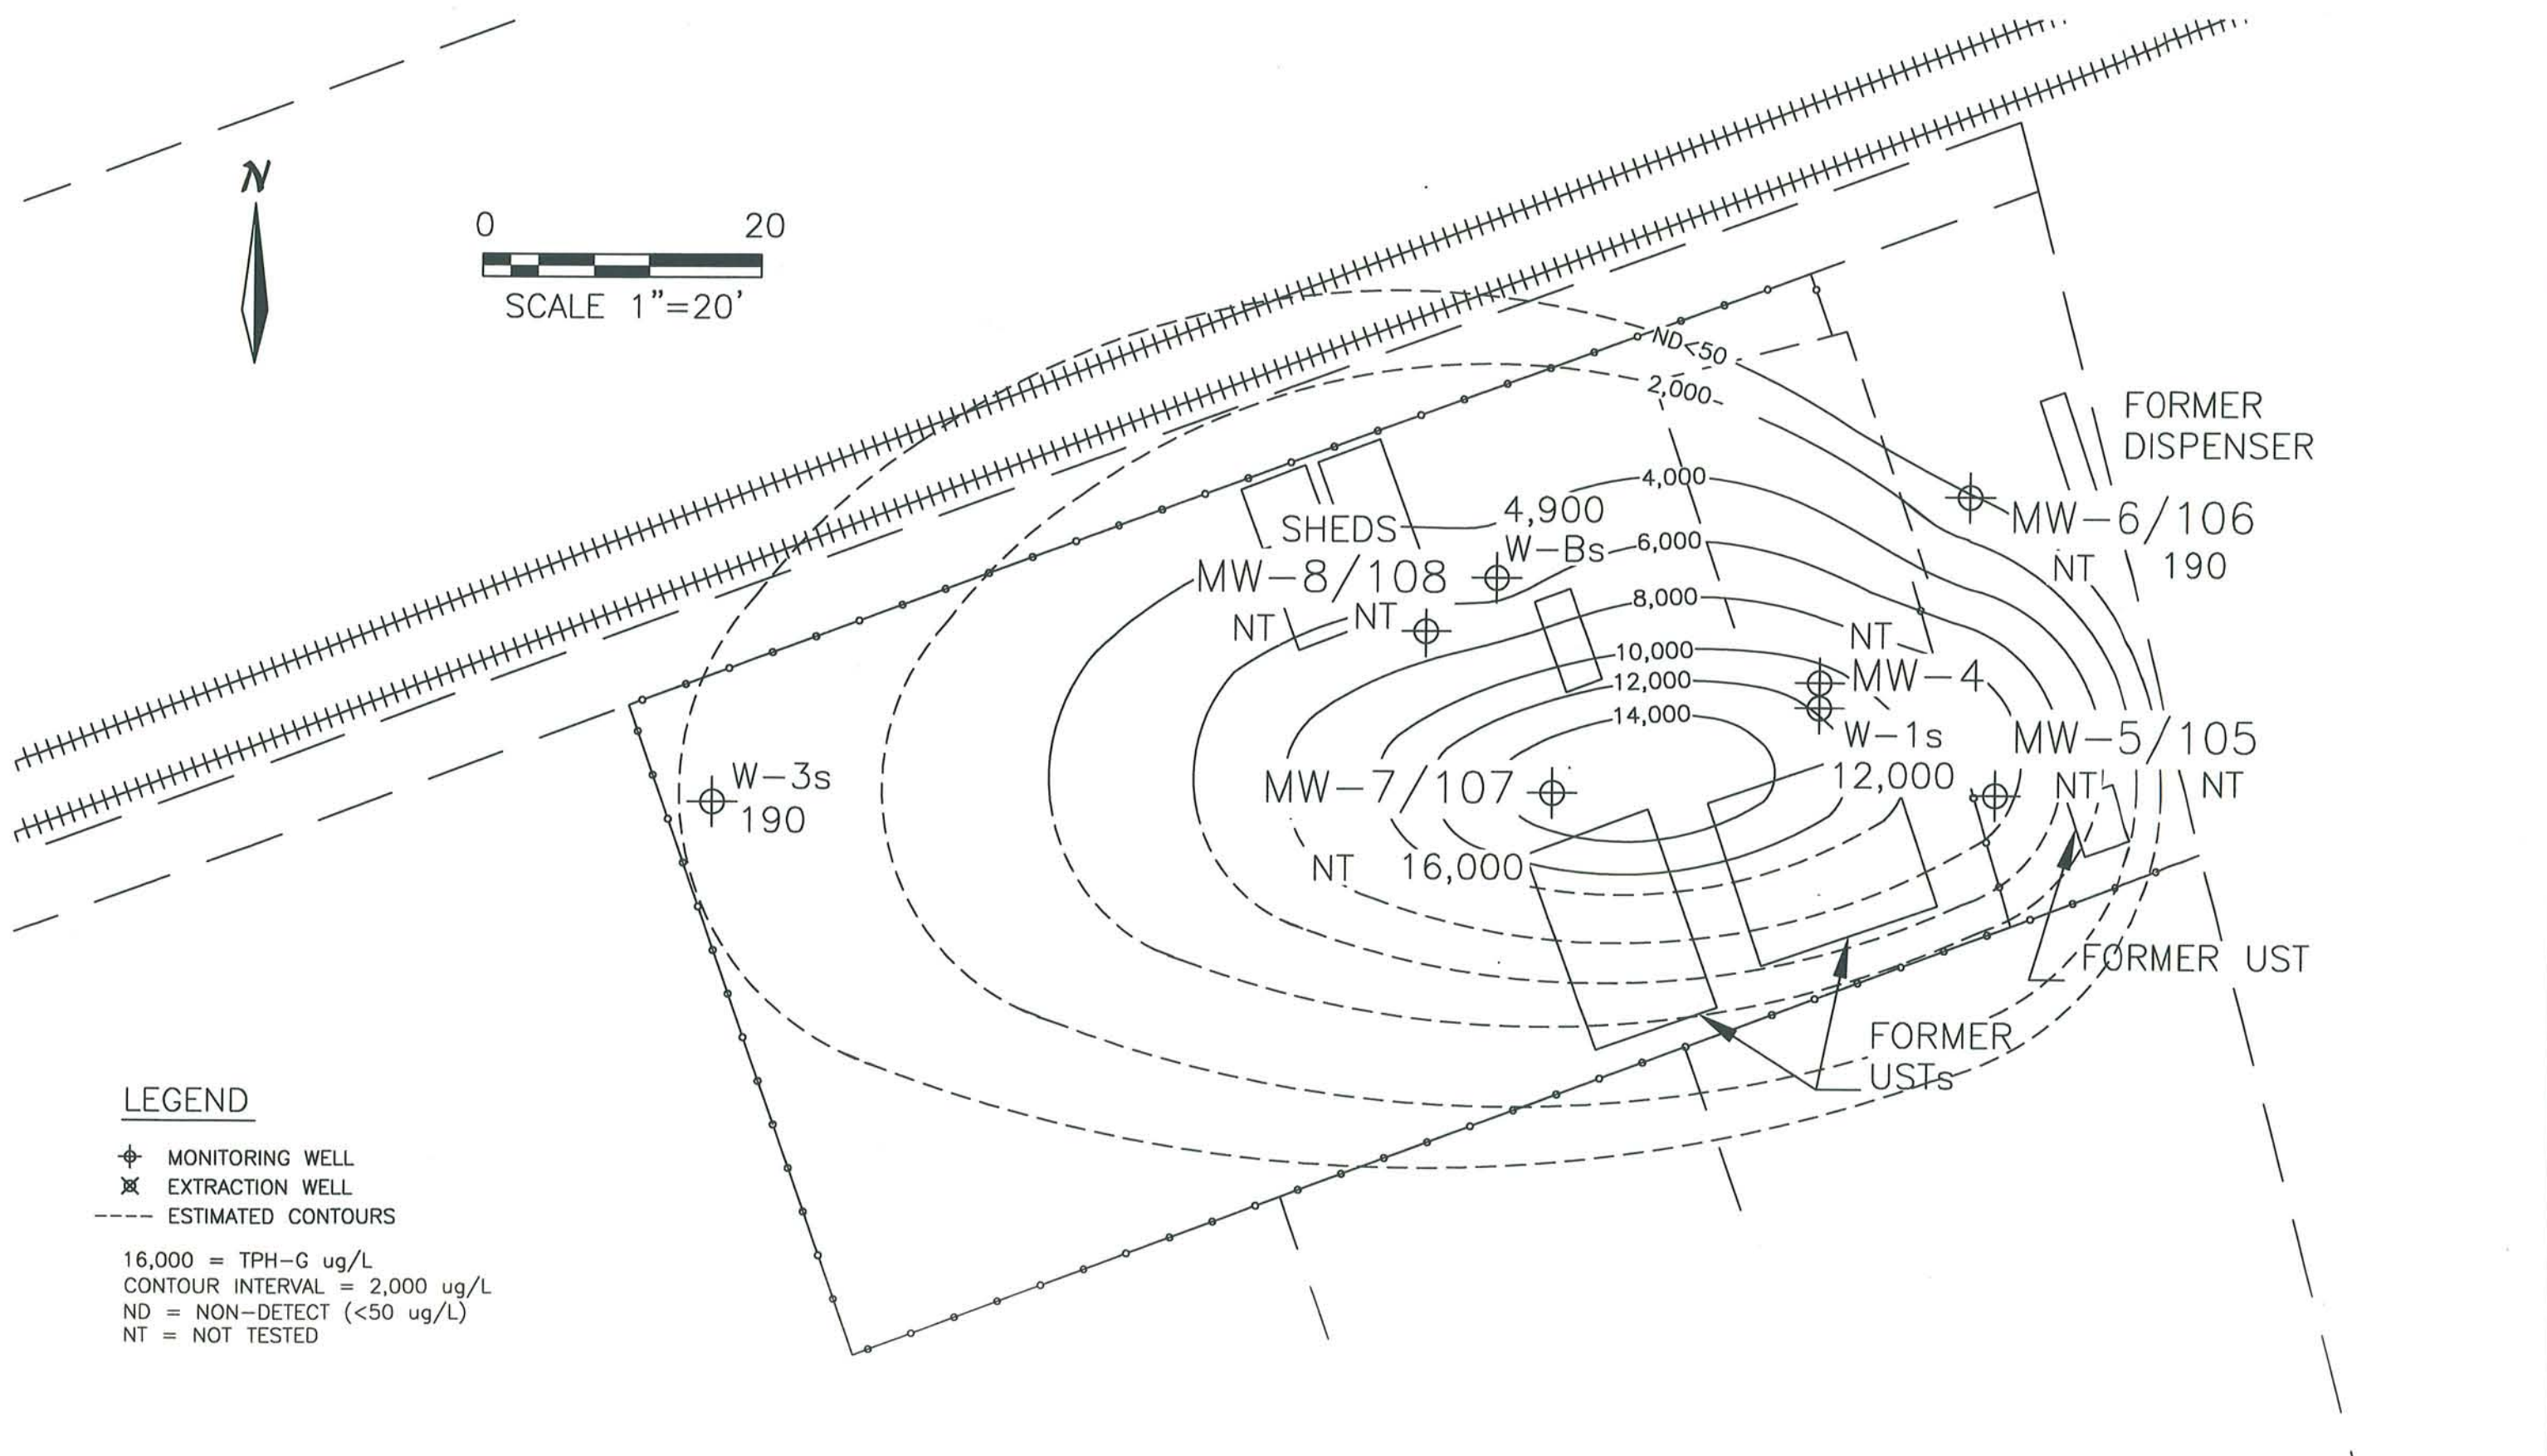 N
0 20
SCALE 1"=20'
ND<50
2,000
FORMER
DISPENSER
4,000
4,900
SHEDS
W-Bs
6,000
MW-6/106
NT 190
MW-8/108
NT NT
8,000
NT
10,000
MW-4
12,000
14,000
W-1s
12,000
MW-5/105
NT NT
W-3s
190
MW-7/107
NT 16,000
FORMER UST
FORMER
USTs
LEGEND
MONITORING WELL
EXTRACTION WELL
ESTIMATED CONTOURS
16,000 = TPH-G ug/L
CONTOUR INTERVAL = 2,000 ug/L
ND = NON-DETECT (<50 ug/L)
NT = NOT TESTED